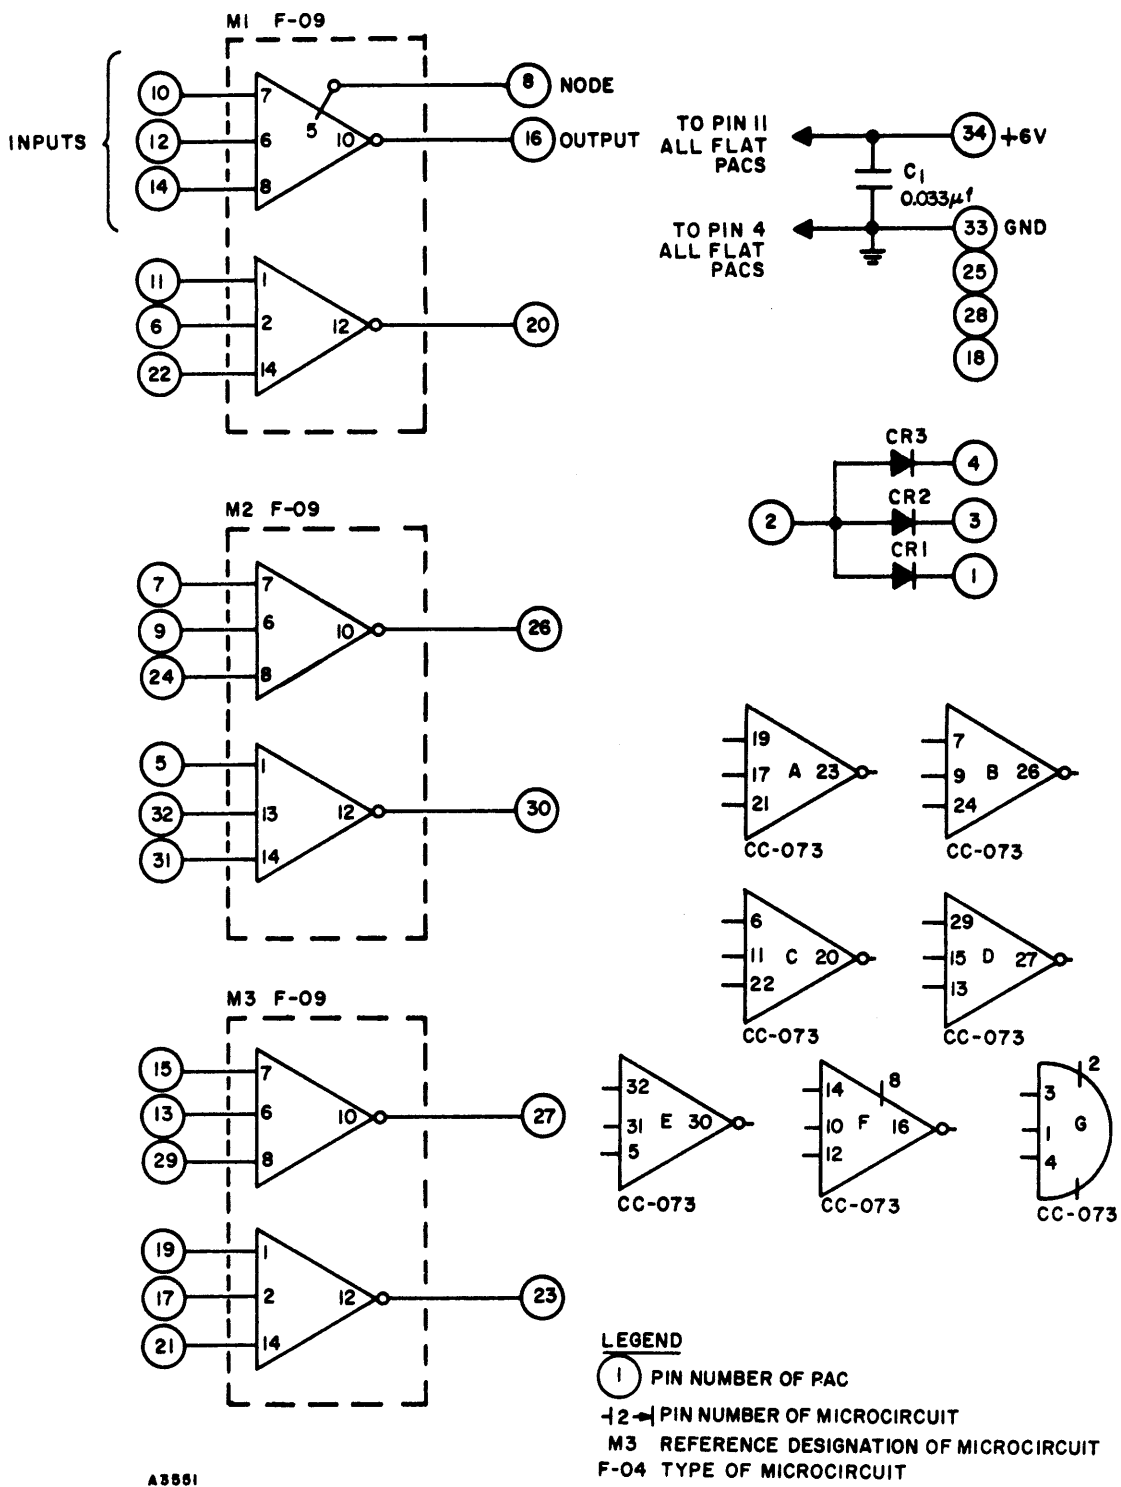 M1 F-09
INPUTS
10
12
14
7
6
8
5
10
8 NODE
16 OUTPUT
11
6
22
1
2
14
12
20
TO PIN 11
ALL FLAT
PACS
34 +6V
C1
0.033μf
TO PIN 4
ALL FLAT
PACS
33 GND
25
28
18
CR3
4
2
CR2
3
CR1
1
M2 F-09
7
9
24
7
6
8
10
26
5
32
31
1
13
14
12
30
M3 F-09
15
13
29
7
6
8
10
27
19
17
21
1
2
14
12
23
19
17 A 23
21
CC-073
7
9 B 26
24
CC-073
6
11 C 20
22
CC-073
29
15 D 27
13
CC-073
32
31 E 30
5
CC-073
8
14
10 F 16
12
CC-073
2
3
1 G
4
CC-073
LEGEND
1 PIN NUMBER OF PAC
2 PIN NUMBER OF MICROCIRCUIT
M3 REFERENCE DESIGNATION OF MICROCIRCUIT
F-04 TYPE OF MICROCIRCUIT
A3551